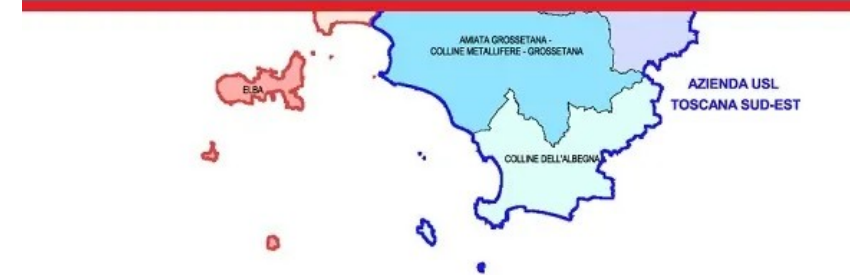 AMIATA GROSSETANA -
COLLINE METALLIFERE - GROSSETANA
ELBA
AZIENDA USL
TOSCANA SUD-EST
COLLINE DELL'ALBEGNA